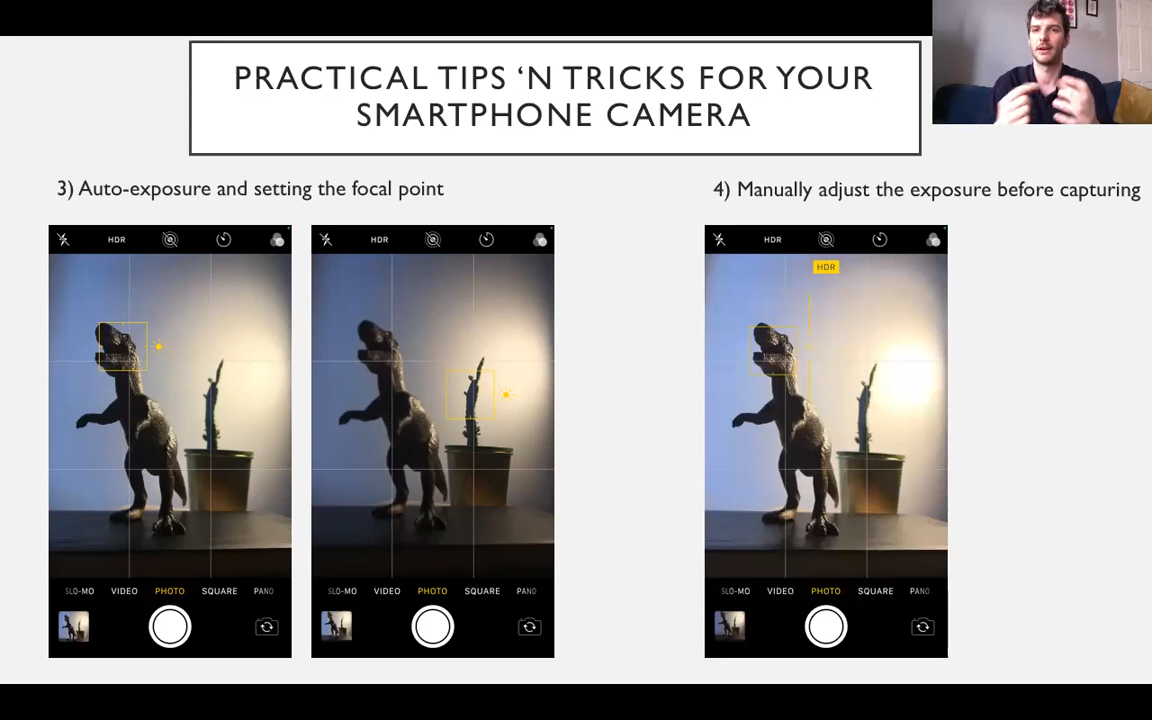 PRACTICAL TIPS ‘N TRICKS FOR YOUR
SMARTPHONE CAMERA
3) Auto-exposure and setting the focal point
4) Manually adjust the exposure before capturing
HDR
HDR
HDR
HDR
SLO-MO VIDEO PHOTO SQUARE PANO
SLO-MO VIDEO PHOTO SQUARE PANO
SLO-MO VIDEO PHOTO SQUARE PANO